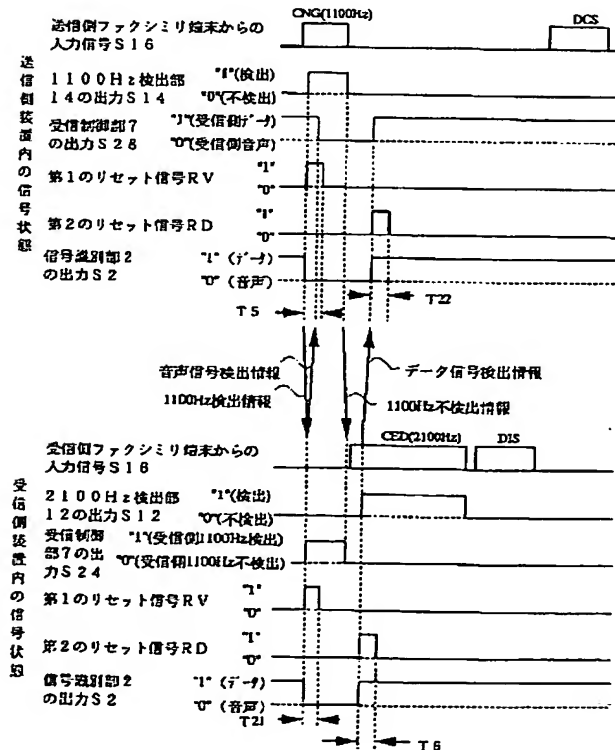 CNG(1100Hz)
DCS
送信側ファクシミリ端末からの
入力信号S16
送信側装置内の信号状態
1100Hz検出部
14の出力S14
"1"(検出)
"0"(不検出)
受信制御部7
の出力S28
"1"(受信側データ)
"0"(受信側音声)
第1のリセット信号RV
"1"
"0"
第2のリセット信号RD
"1"
"0"
信号識別部2
の出力S2
"1"(データ)
"0"(音声)
T5
T22
音声信号検出情報
データ信号検出情報
1100Hz検出情報
1100Hz不検出情報
受信側ファクシミリ端末からの
入力信号S16
CED(2100Hz)
DIS
受信側装置内の信号状態
2100Hz検出部
12の出力S12
"1"(検出)
"0"(不検出)
受信制御
部7の出
力S24
"1"(受信側1100Hz検出)
"0"(受信側1100Hz不検出)
第1のリセット信号RV
"1"
"0"
第2のリセット信号RD
"1"
"0"
信号識別部2
の出力S2
"1"(データ)
"0"(音声)
T21
T6